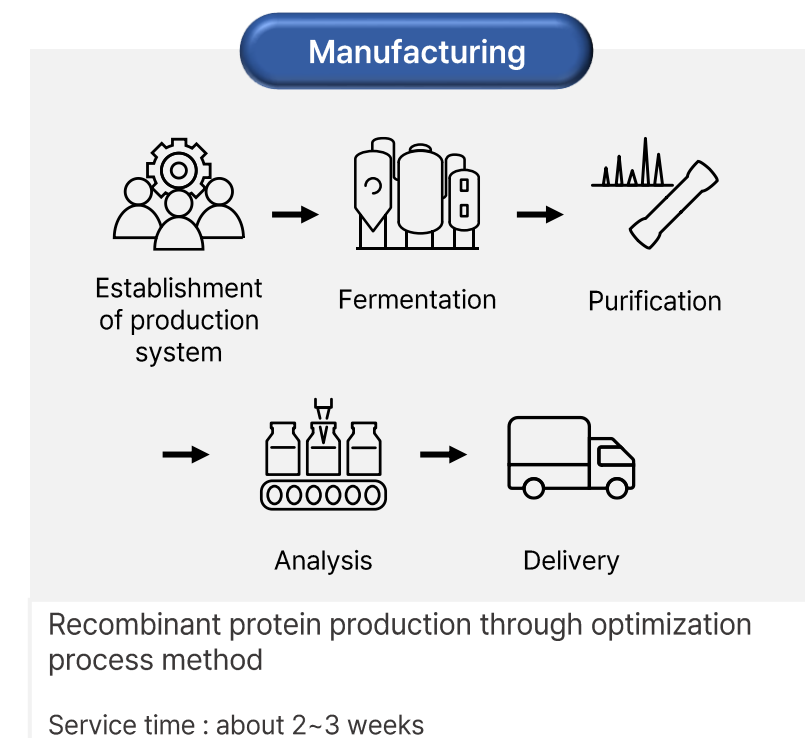 Manufacturing
Establishment
of production
system
Fermentation
Purification
Analysis
Delivery
Recombinant protein production through optimization
process method
Service time : about 2~3 weeks